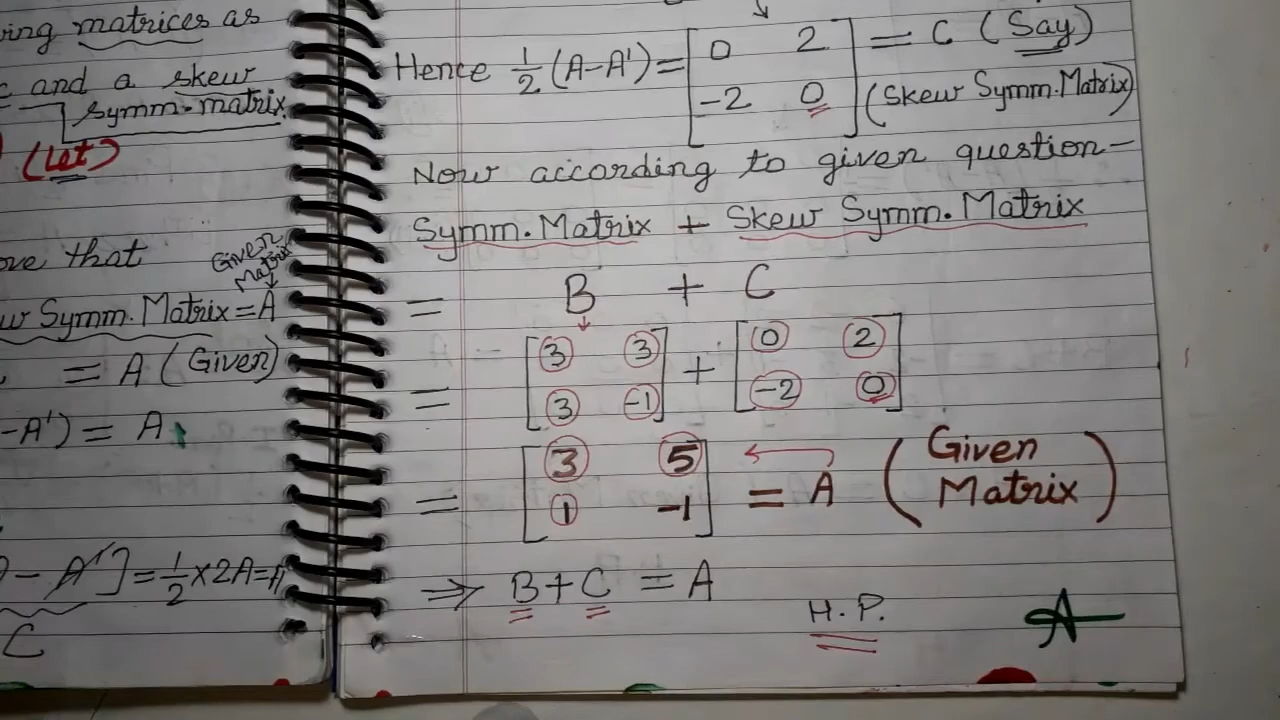 ving matrices as
c and a skew
symm. matrix.
(Let)
ove that
Given
Matrix
w Symm. Matrix = A
= A (Given)
-A') = A
- A'] = 1/2 × 2A = A
C
Hence 1/2 (A-A') = [0 2
-2 0] = C (Say)
(Skew Symm. Matrix)
Now according to given question-
Symm. Matrix + Skew Symm. Matrix
= B + C
= [3 3
3 -1] + [0 2
-2 0]
= [3 5
1 -1] = A (Given
Matrix)
⇒ B+C = A
H.P.
A